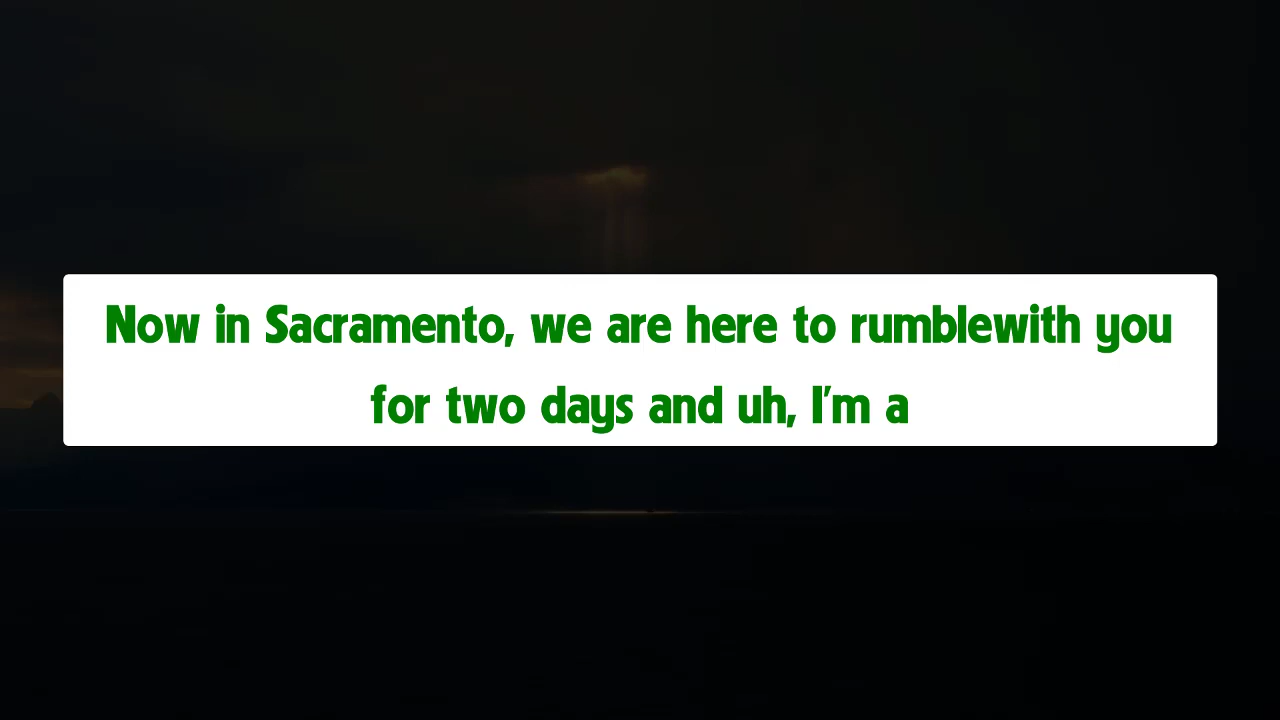 Now in Sacramento, we are here to rumblewith you
for two days and uh, I'm a